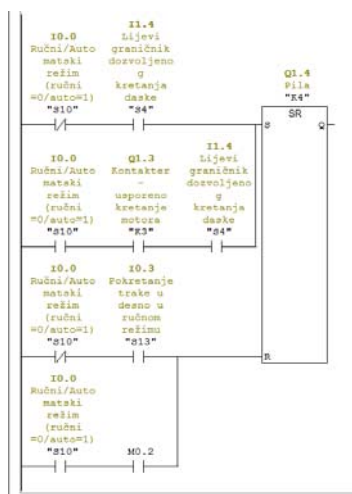 I1.4
I0.0 Lijevi
Ručni/Auto graničnik
matski dozvoljeno
režim g
(ručni kretanja
=0/auto=1) daske
"S10" "S4"
Q1.4
Pila
"K4"
SR
S Q
I1.4
I0.0 Q1.3 Lijevi
Ručni/Auto Kontakter graničnik
matski - dozvoljeno
režim usporeno g
(ručni kretanje kretanja
=0/auto=1) motora daske
"S10" "K3" "S4"
I0.0 I0.3
Ručni/Auto Pokretanje
matski trake u
režim desno u
(ručni ručnom
=0/auto=1) režimu
"S10" "S13"
R
I0.0
Ručni/Auto
matski
režim
(ručni
=0/auto=1)
"S10" M0.2